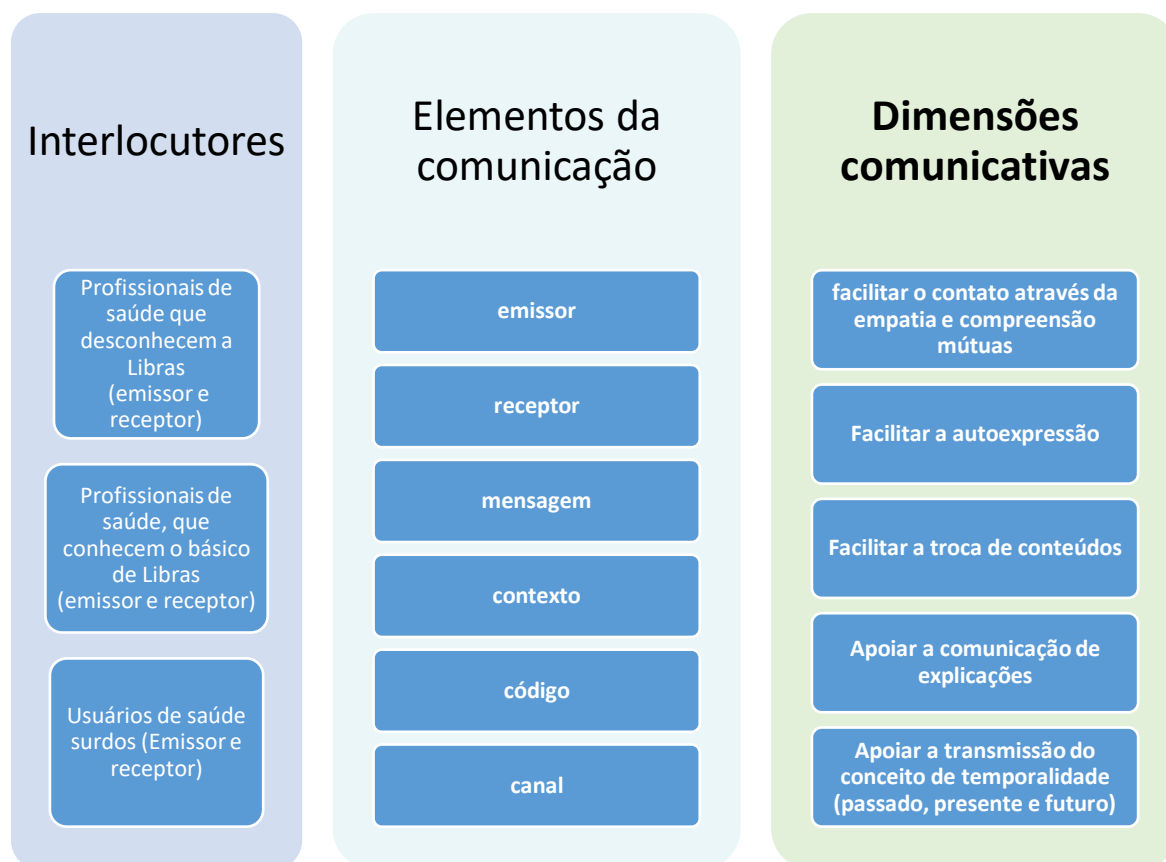 Interlocutores
Profissionais de
saúde que
desconhecem a
Libras
(emissor e
receptor)
Profissionais de
saúde, que
conhecem o básico
de Libras
(emissor e receptor)
Usuários de saúde
surdos (Emissor e
receptor)
Elementos da
comunicação
emissor
receptor
mensagem
contexto
código
canal
Dimensões
comunicativas
facilitar o contato através da
empatia e compreensão
mútuas
Facilitar a autoexpressão
Facilitar a troca de conteúdos
Apoiar a comunicação de
explicações
Apoiar a transmissão do
conceito de temporalidade
(passado, presente e futuro)